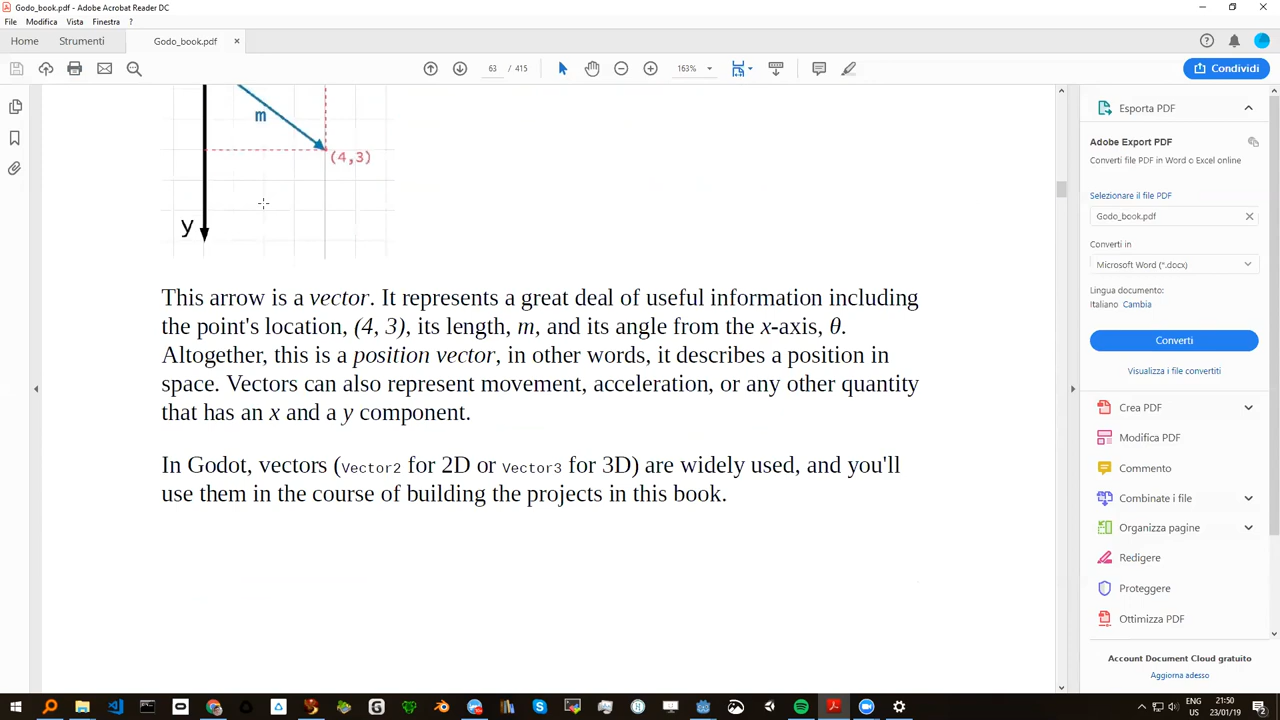 Godo_book.pdf - Adobe Acrobat Reader DC
File Modifica Vista Finestra ?
Home Strumenti Godo_book.pdf ×
63 / 415 163% Condividi
m
(4,3)
y
This arrow is a vector. It represents a great deal of useful information including
the point's location, (4, 3), its length, m, and its angle from the x-axis, θ.
Altogether, this is a position vector, in other words, it describes a position in
space. Vectors can also represent movement, acceleration, or any other quantity
that has an x and a y component.
In Godot, vectors (Vector2 for 2D or Vector3 for 3D) are widely used, and you'll
use them in the course of building the projects in this book.
Esporta PDF
Adobe Export PDF
Converti file PDF in Word o Excel online
Selezionare il file PDF
Godo_book.pdf
Converti in
Microsoft Word (*.docx)
Lingua documento:
Italiano Cambia
Converti
Visualizza i file convertiti
Crea PDF
Modifica PDF
Commento
Combinate i file
Organizza pagine
Redigere
Proteggere
Ottimizza PDF
Account Document Cloud gratuito
Aggiorna adesso
ENG 21:50
US 23/01/19 2